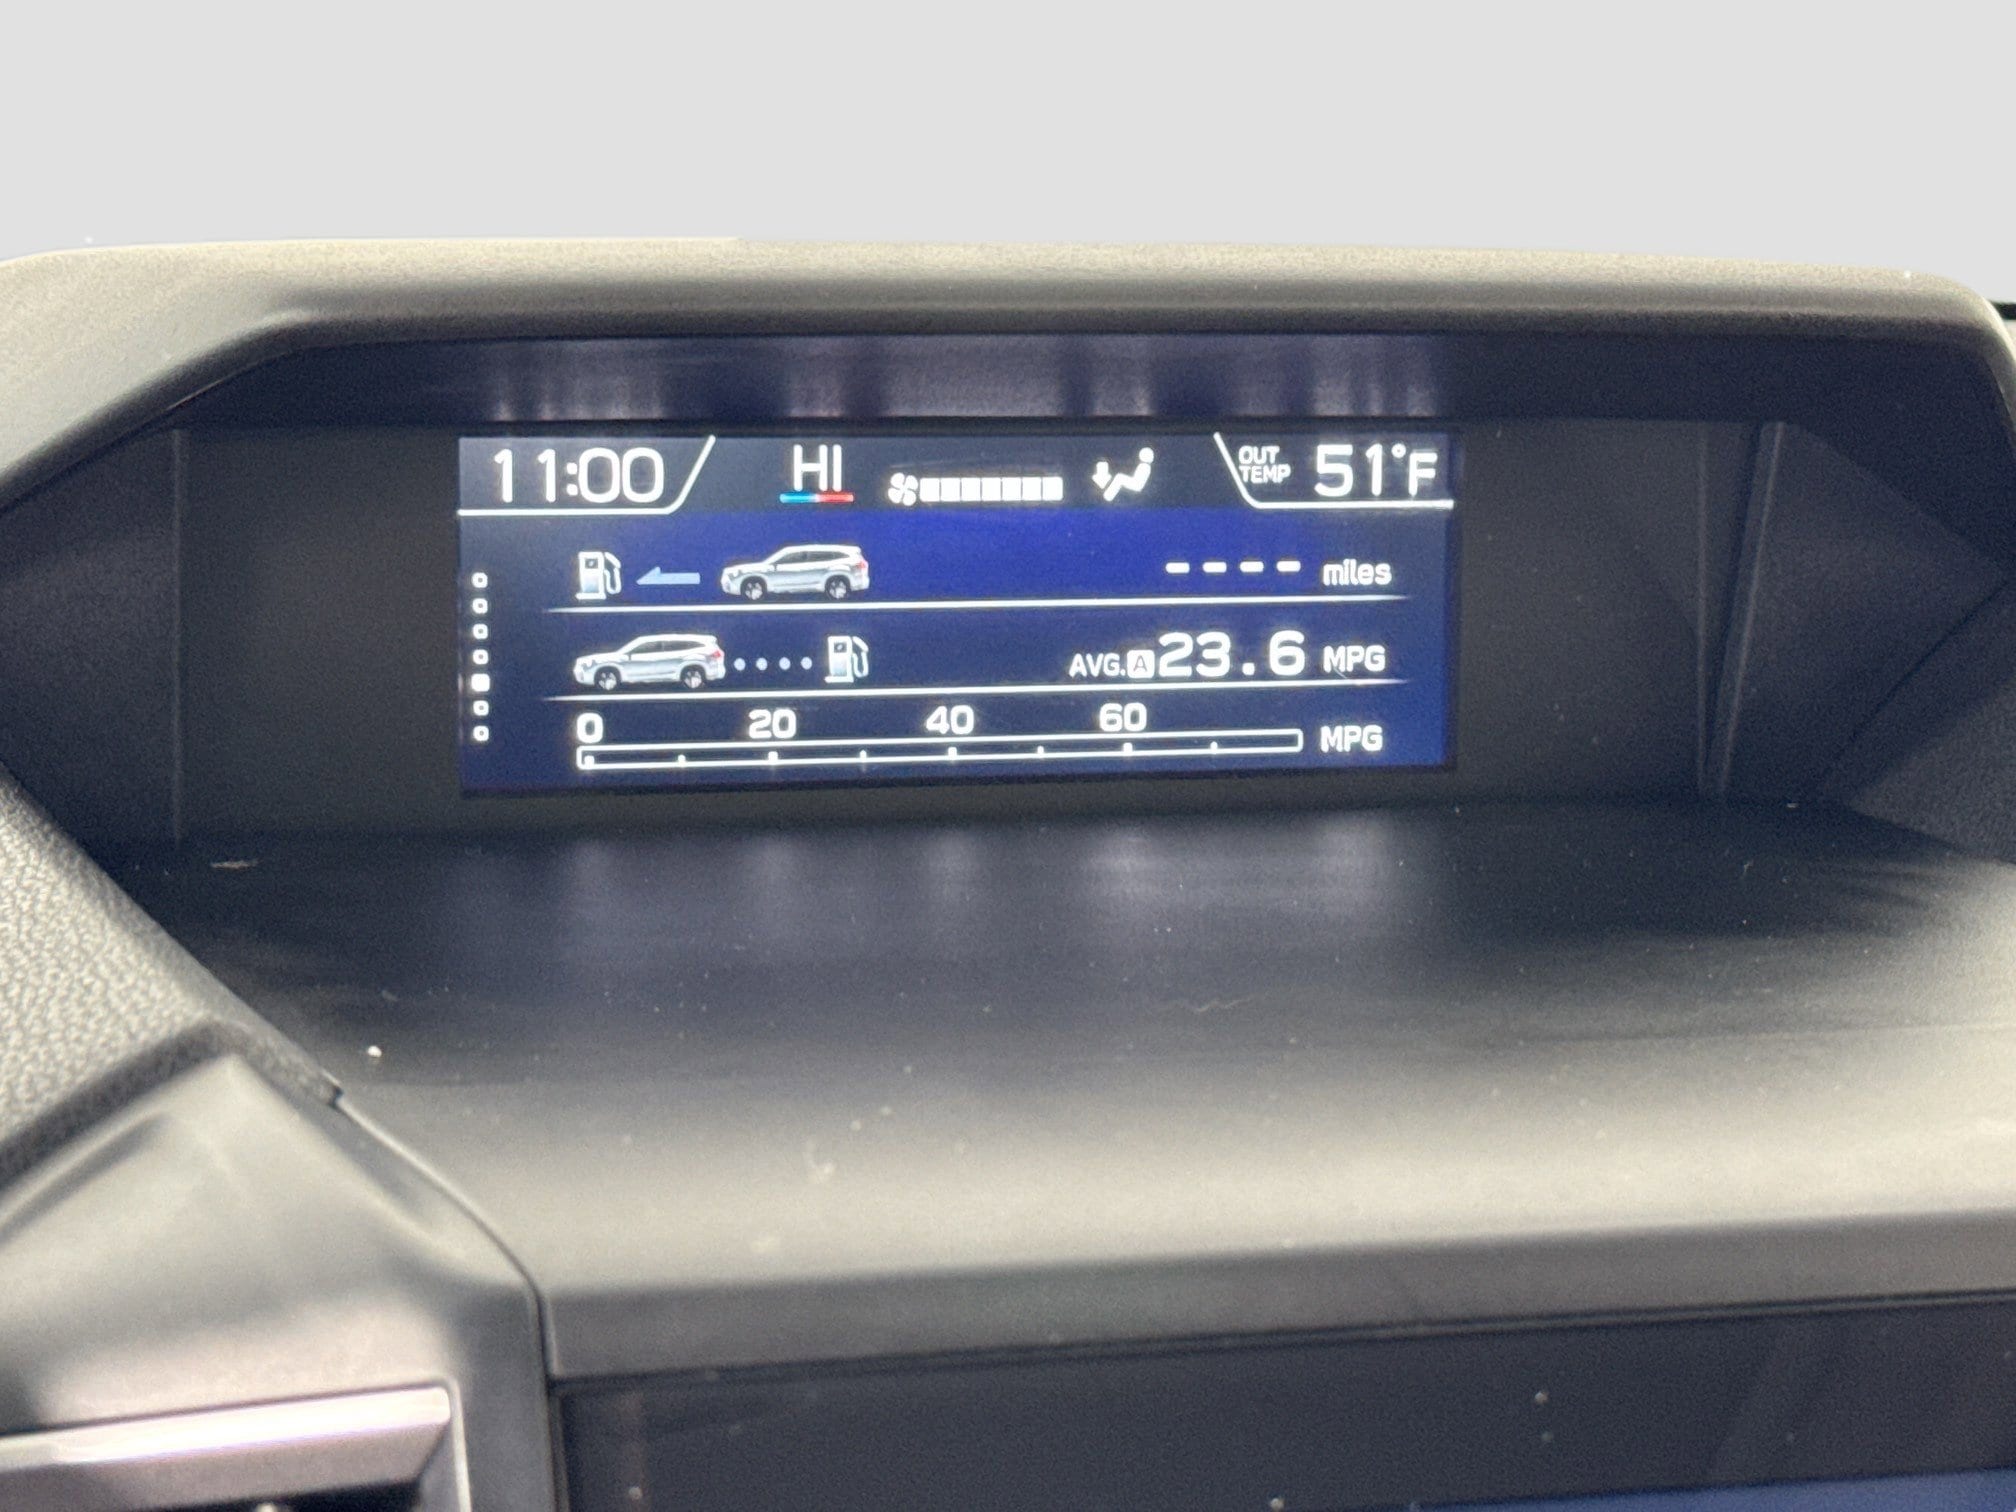 11:00 HI OUT TEMP 51°F
---- miles
AVG. A 23.6 MPG
0 20 40 60
MPG